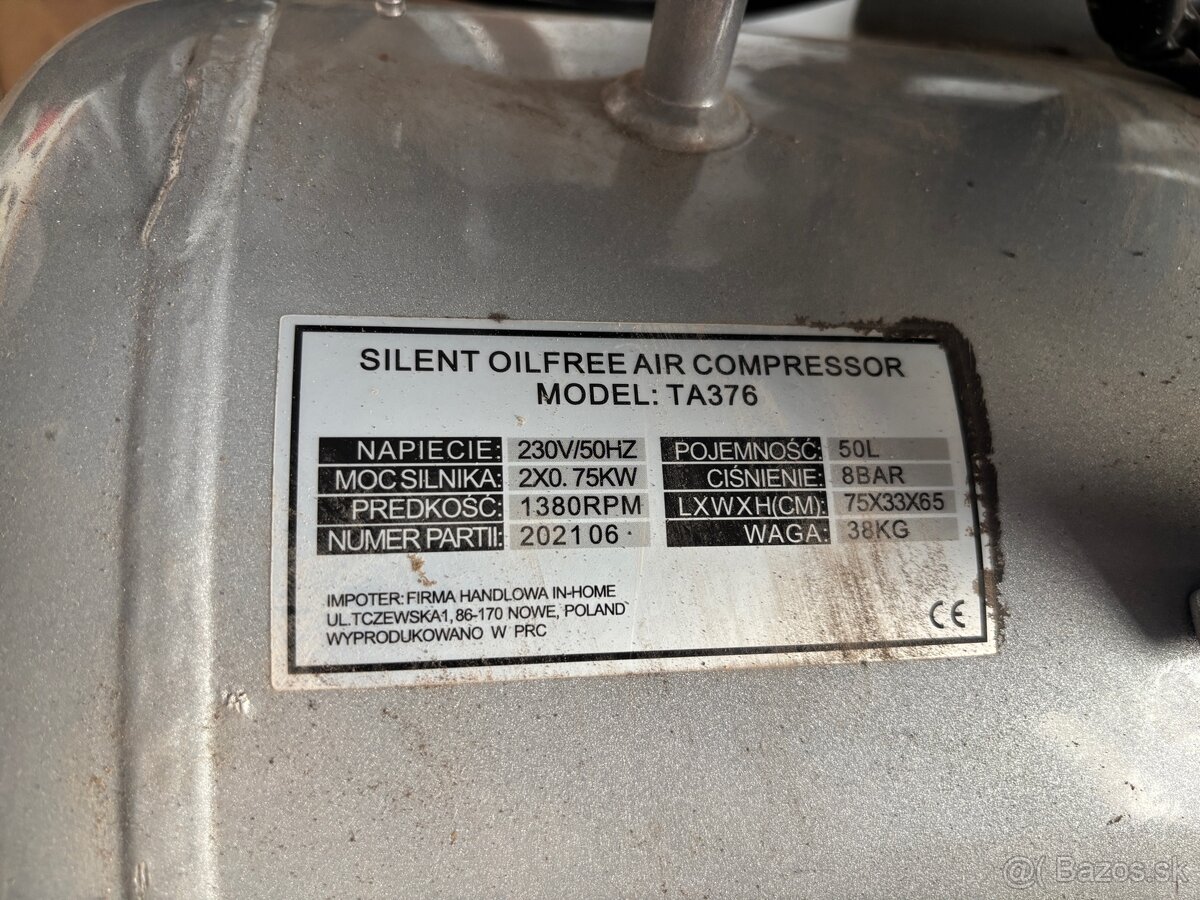 SILENT OILFREE AIR COMPRESSOR
MODEL: TA376
NAPIECIE: 230V/50HZ POJEMNOŚĆ: 50L
MOC SILNIKA: 2X0.75KW CIŚNIENIE: 8BAR
PREDKOŚĆ: 1380RPM LXWXH(CM): 75X33X65
NUMER PARTII: 202106 WAGA: 38KG
IMPOTER: FIRMA HANDLOWA IN-HOME
UL.TCZEWSKA1, 86-170 NOWE, POLAND
WYPRODUKOWANO W PRC
CE
@( Bazos.sk